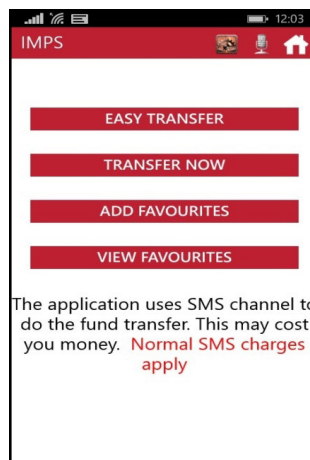 12:03
IMPS
EASY TRANSFER
TRANSFER NOW
ADD FAVOURITES
VIEW FAVOURITES
The application uses SMS channel to
do the fund transfer. This may cost
you money. Normal SMS charges
apply